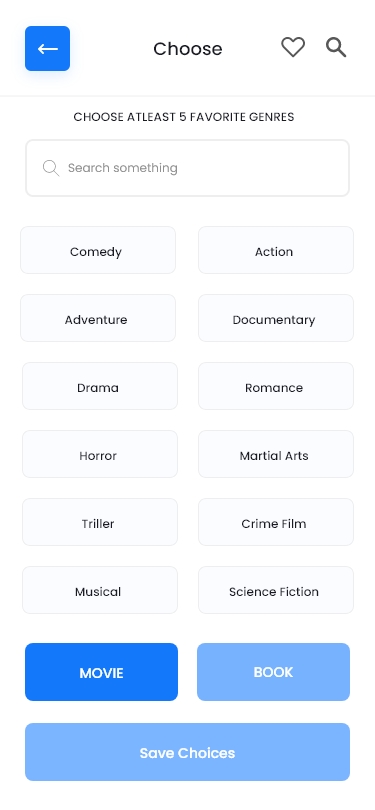 Choose
CHOOSE ATLEAST 5 FAVORITE GENRES
Search something
Comedy
Action
Adventure
Documentary
Drama
Romance
Horror
Martial Arts
Triller
Crime Film
Musical
Science Fiction
MOVIE
BOOK
Save Choices